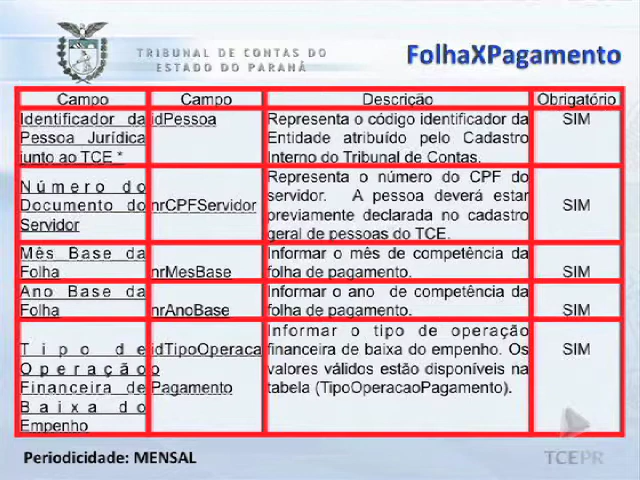 TRIBUNAL DE CONTAS DO
ESTADO DO PARANÁ
FolhaXPagamento
Campo
Campo
Descrição
Obrigatório
Identificador da
Pessoa Jurídica
junto ao TCE *
idPessoa
Representa o código identificador da
Entidade atribuído pelo Cadastro
Interno do Tribunal de Contas.
SIM
Número do
Documento do
Servidor
nrCPFServidor
Representa o número do CPF do
servidor. A pessoa deverá estar
previamente declarada no cadastro
geral de pessoas do TCE.
SIM
Mês Base da
Folha
nrMesBase
Informar o mês de competência da
folha de pagamento.
SIM
Ano Base da
Folha
nrAnoBase
Informar o ano de competência da
folha de pagamento.
SIM
Tipo de
Operação
Financeira de
Baixa do
Empenho
idTipoOperaca
o
Pagamento
Informar o tipo de operação
financeira de baixa do empenho. Os
valores válidos estão disponíveis na
tabela (TipoOperacaoPagamento).
SIM
Periodicidade: MENSAL
TCEPR